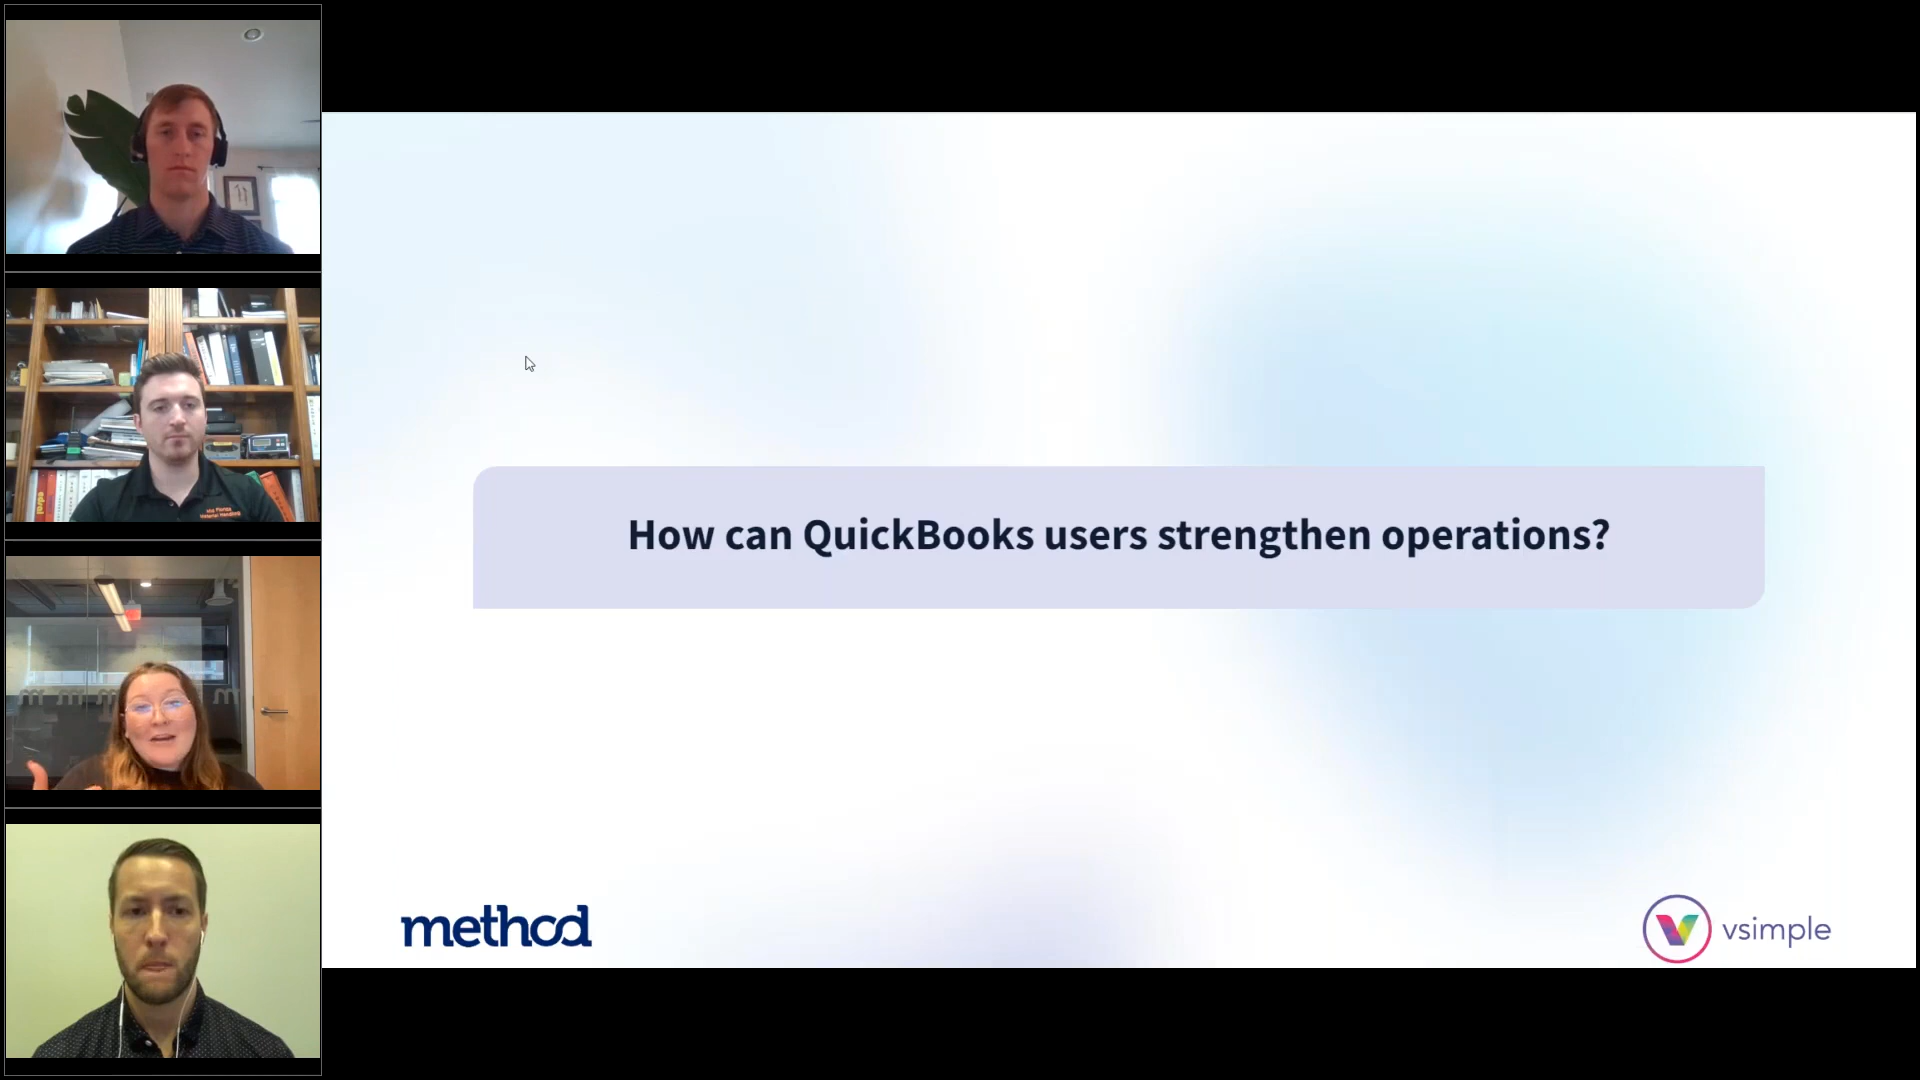 How can QuickBooks users strengthen operations?
method
vsimple